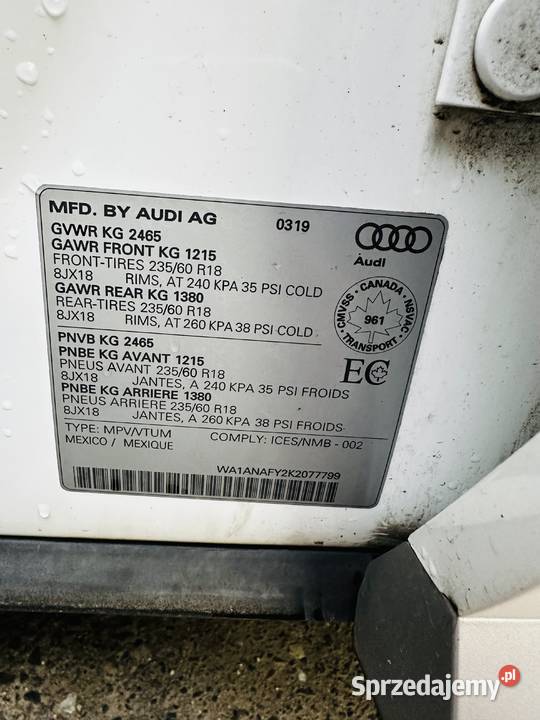 MFD. BY AUDI AG 0319
GVWR KG 2465
GAWR FRONT KG 1215
FRONT-TIRES 235/60 R18
8JX18 RIMS, AT 240 KPA 35 PSI COLD
GAWR REAR KG 1380
REAR-TIRES 235/60 R18
8JX18 RIMS, AT 260 KPA 38 PSI COLD
Audi
CMVSS - CANADA - NSVAC
961
TRANSPORT
PNVB KG 2465
PNBE KG AVANT 1215
PNEUS AVANT 235/60 R18
8JX18 JANTES, A 240 KPA 35 PSI FROIDS
PNBE KG ARRIERE 1380
PNEUS ARRIERE 235/60 R18
8JX18 JANTES, A 260 KPA 38 PSI FROIDS
EC
TYPE: MPV/VTUM COMPLY: ICES/NMB - 002
MEXICO / MEXIQUE
WA1ANAFY2K2077799
Sprzedajemy.pl